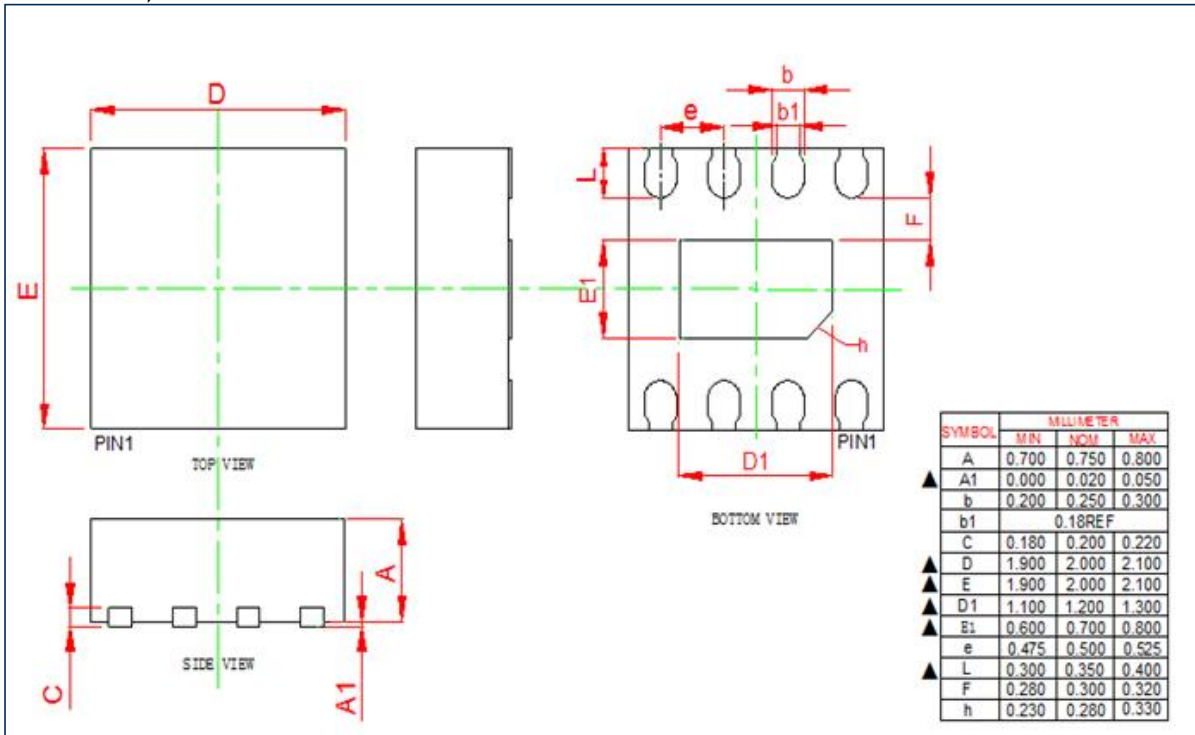 D
E
PIN1
TOP VIEW
b
b1
e
L
F
E1
h
D1
PIN1
BOTTOM VIEW
A
C
A1
SIDE VIEW
SYMBOL MILLIMETER
MIN NOM MAX
A 0.700 0.750 0.800
▲ A1 0.000 0.020 0.050
b 0.200 0.250 0.300
b1 0.18REF
C 0.180 0.200 0.220
▲ D 1.900 2.000 2.100
▲ E 1.900 2.000 2.100
▲ D1 1.100 1.200 1.300
▲ E1 0.600 0.700 0.800
e 0.475 0.500 0.525
▲ L 0.300 0.350 0.400
F 0.280 0.300 0.320
h 0.230 0.280 0.330